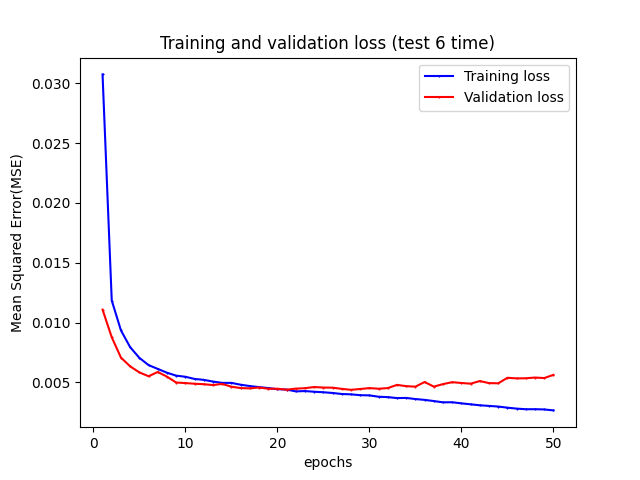 Training and validation loss (test 6 time)
Training loss
Validation loss
Mean Squared Error(MSE)
0.030
0.025
0.020
0.015
0.010
0.005
0 10 20 30 40 50
epochs